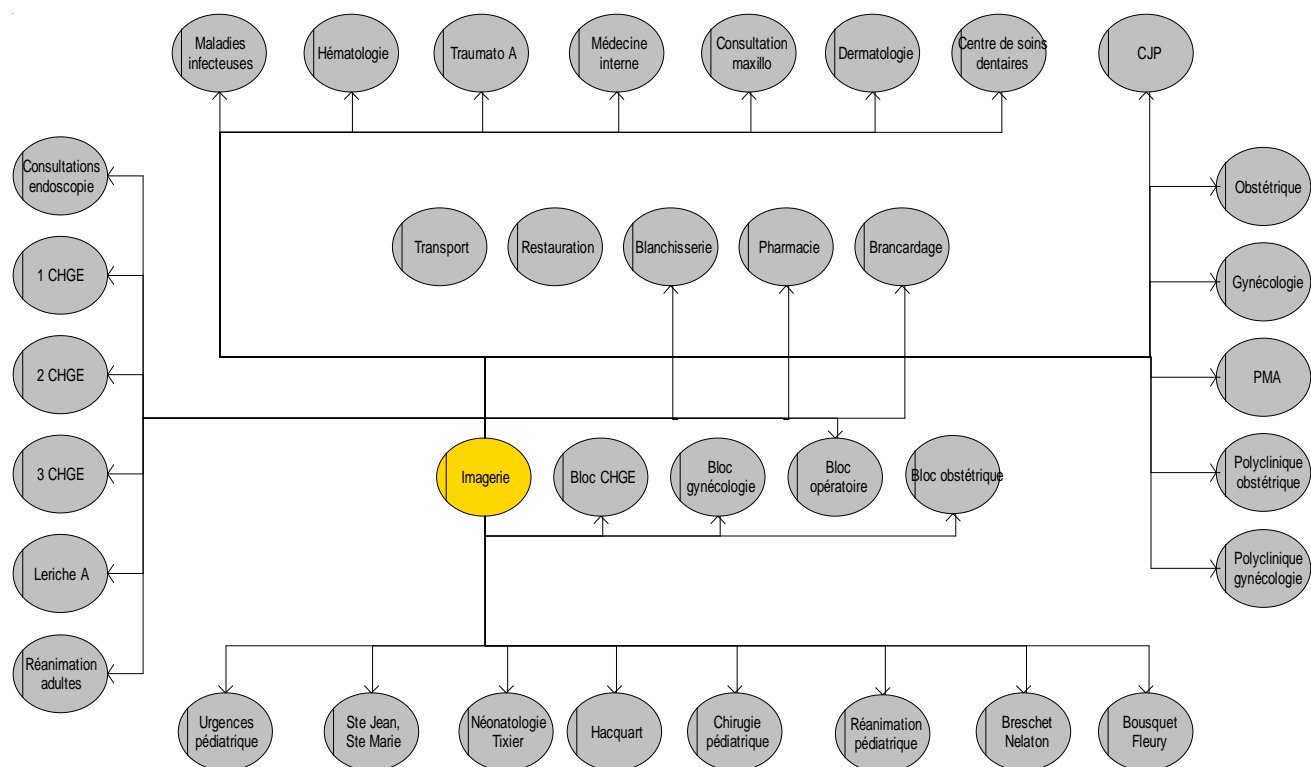 Maladies
infecteuses
Hématologie
Traumato A
Médecine
interne
Consultation
maxillo
Dermatologie
Centre de soins
dentaires
CJP
Consultations
endoscopie
Obstétrique
Transport
Restauration
Blanchisserie
Pharmacie
Brancardage
1 CHGE
Gynécologie
2 CHGE
PMA
3 CHGE
Imagerie
Bloc CHGE
Bloc
gynécologie
Bloc
opératoire
Bloc obstétrique
Polyclinique
obstétrique
Leriche A
Polyclinique
gynécologie
Réanimation
adultes
Urgences
pédiatrique
Ste Jean,
Ste Marie
Néonatologie
Tixier
Hacquart
Chirugie
pédiatrique
Réanimation
pédiatrique
Breschet
Nelaton
Bousquet
Fleury